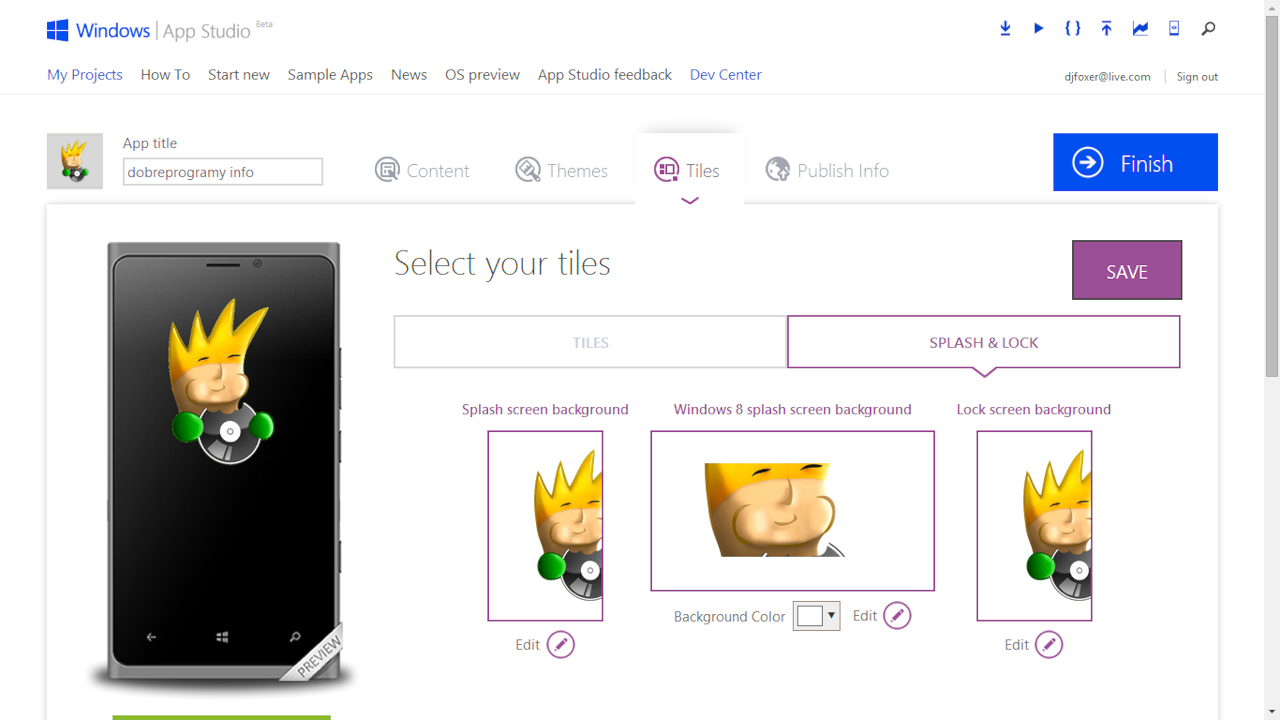 Windows App Studio Beta
My Projects How To Start new Sample Apps News OS preview App Studio feedback Dev Center
djfoxer@live.com Sign out
App title
dobreprogramy info
Content Themes Tiles Publish Info
Finish
Select your tiles
SAVE
TILES SPLASH & LOCK
Splash screen background Windows 8 splash screen background Lock screen background
Background Color Edit
Edit Edit
PREVIEW